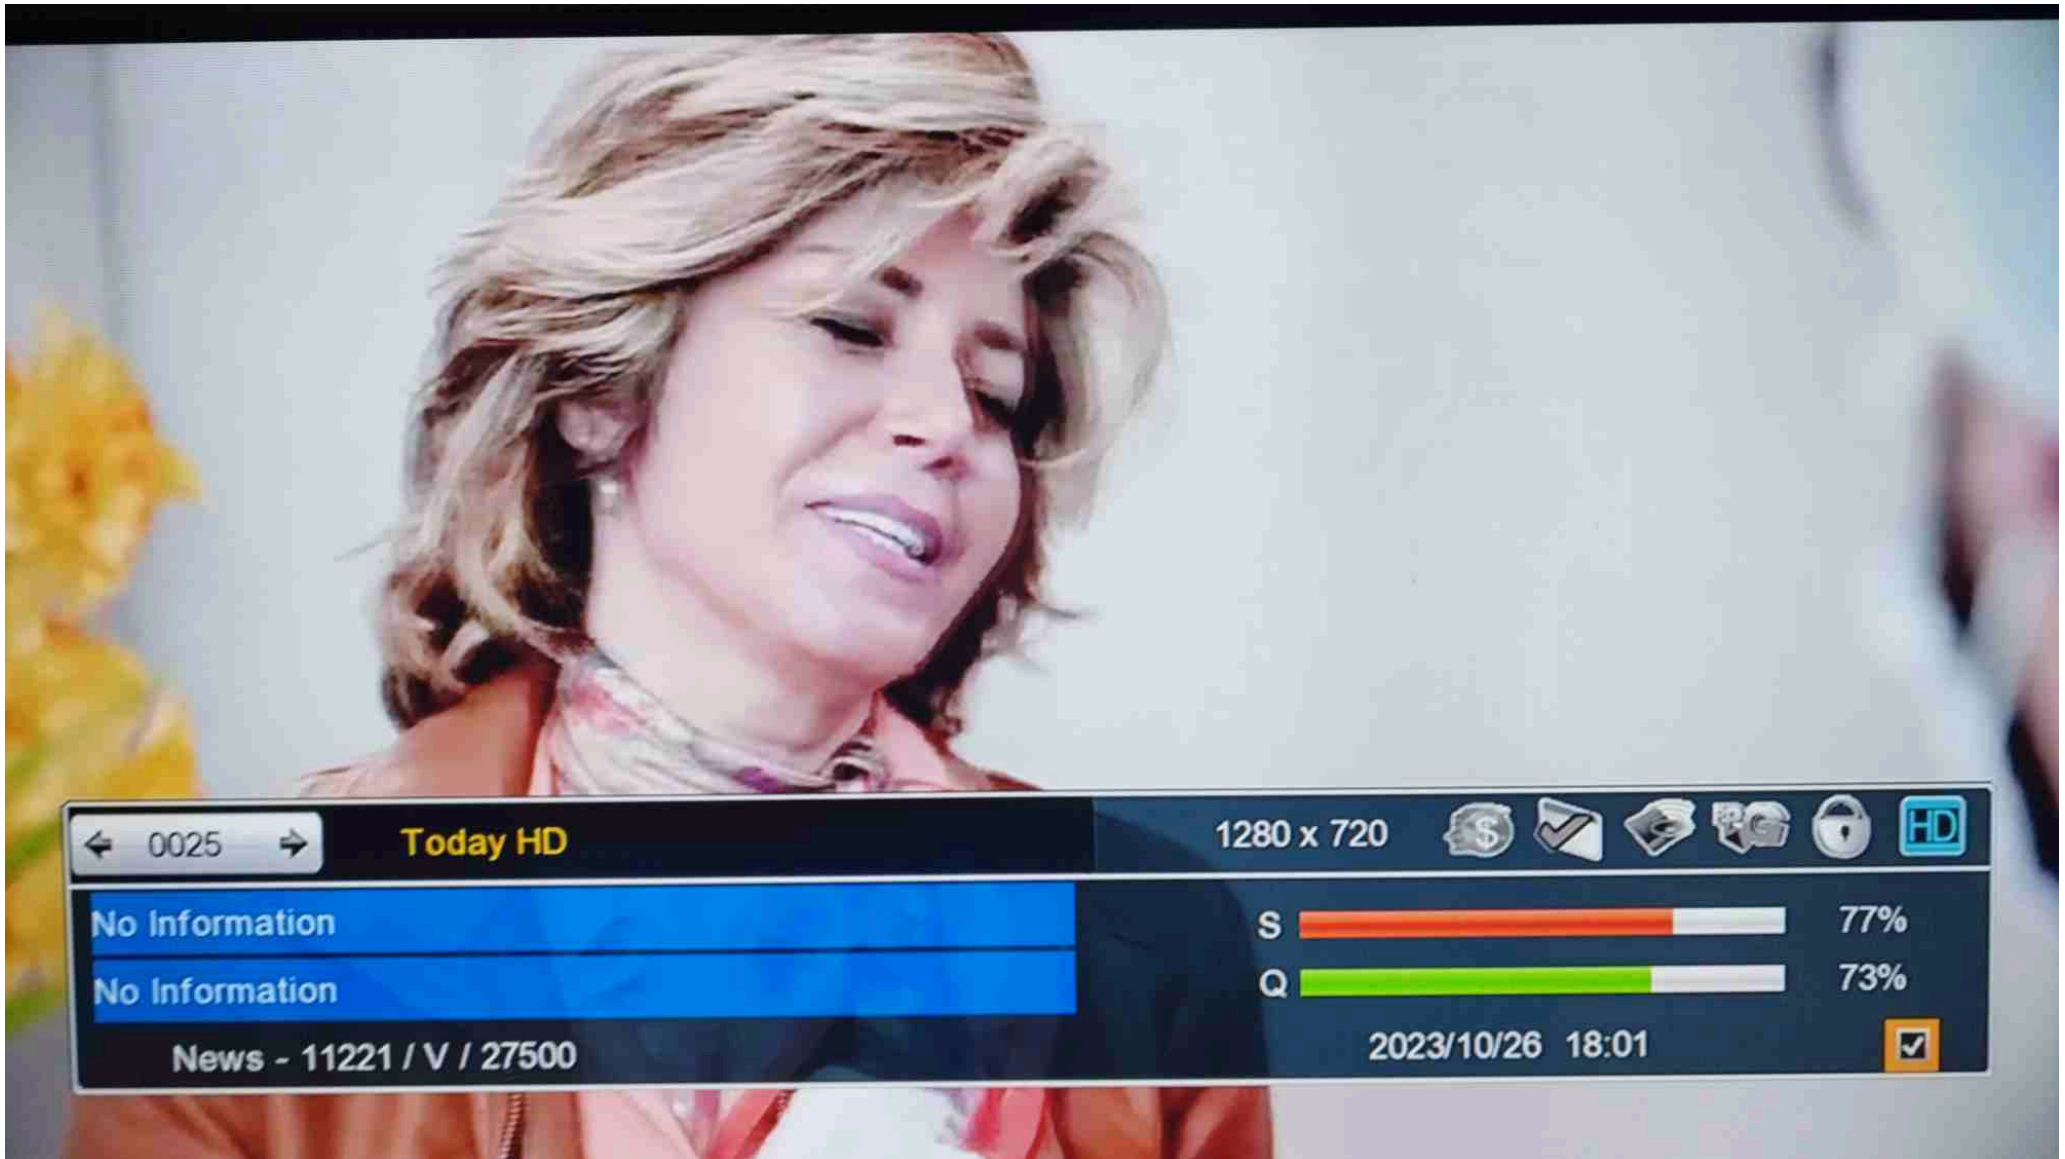 0025
Today HD
1280 x 720
HD
No Information
S
77%
No Information
Q
73%
News - 11221 / V / 27500
2023/10/26 18:01